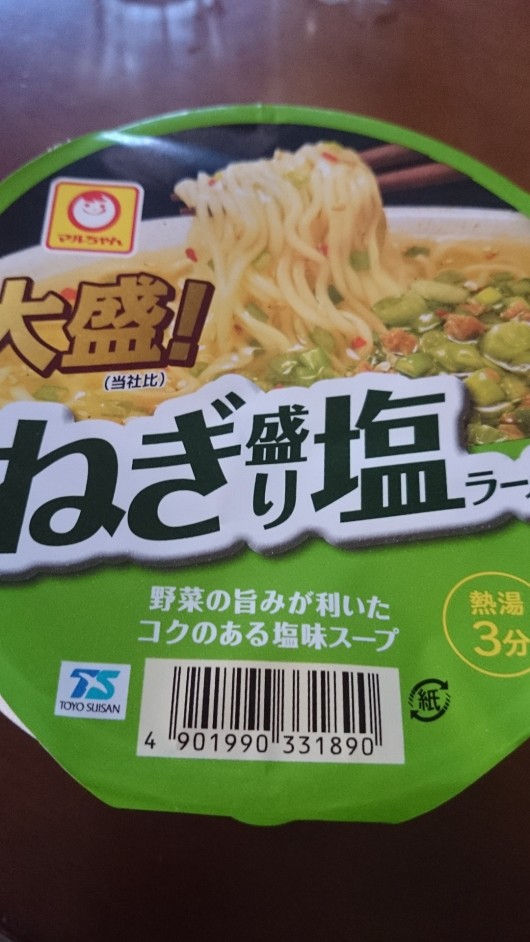 マルちゃん
大盛!
(当社比)
ねぎ盛り塩ラー
野菜の旨みが利いた
コクのある塩味スープ
熱湯
3分
TS
TOYO SUISAN
4 901990 331890
紙